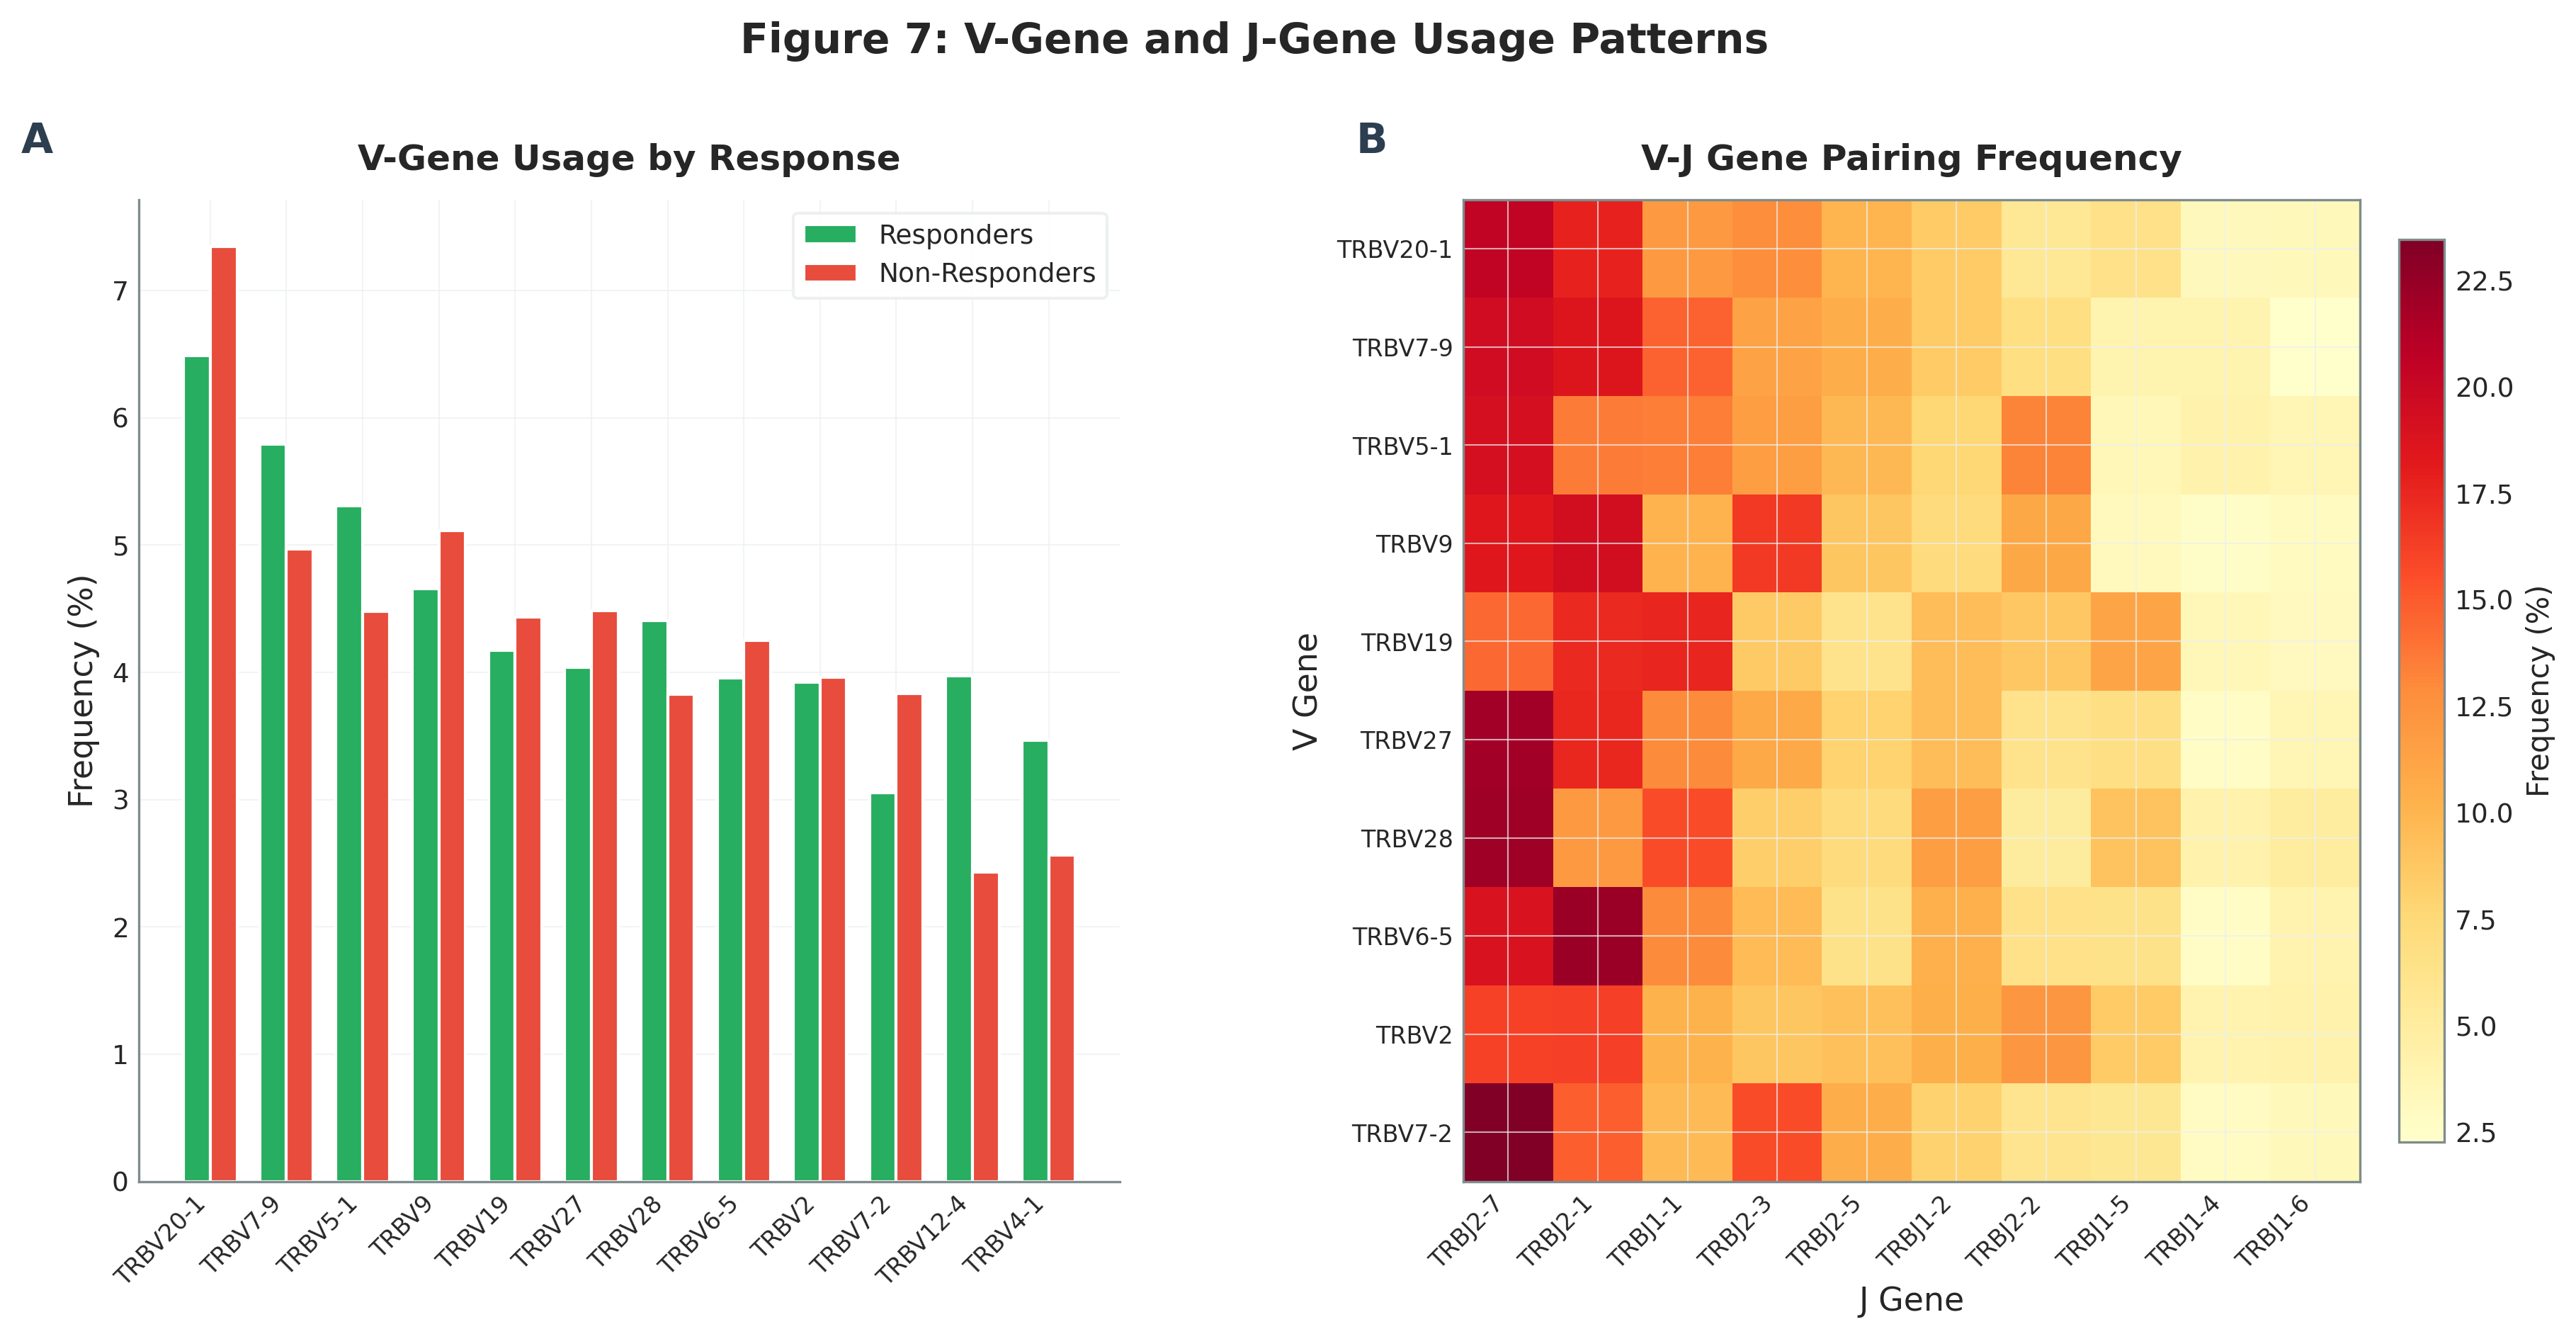 Figure 7: V-Gene and J-Gene Usage Patterns
A
V-Gene Usage by Response
Responders
Non-Responders
Frequency (%)
7
6
5
4
3
2
1
0
TRBV20-1
TRBV7-9
TRBV5-1
TRBV9
TRBV19
TRBV27
TRBV28
TRBV6-5
TRBV2
TRBV7-2
TRBV12-4
TRBV4-1
B
V-J Gene Pairing Frequency
V Gene
TRBV20-1
TRBV7-9
TRBV5-1
TRBV9
TRBV19
TRBV27
TRBV28
TRBV6-5
TRBV2
TRBV7-2
TRBJ2-7
TRBJ2-1
TRBJ1-1
TRBJ2-3
TRBJ2-5
TRBJ1-2
TRBJ2-2
TRBJ1-5
TRBJ1-4
TRBJ1-6
J Gene
22.5
20.0
17.5
15.0
12.5
10.0
7.5
5.0
2.5
Frequency (%)